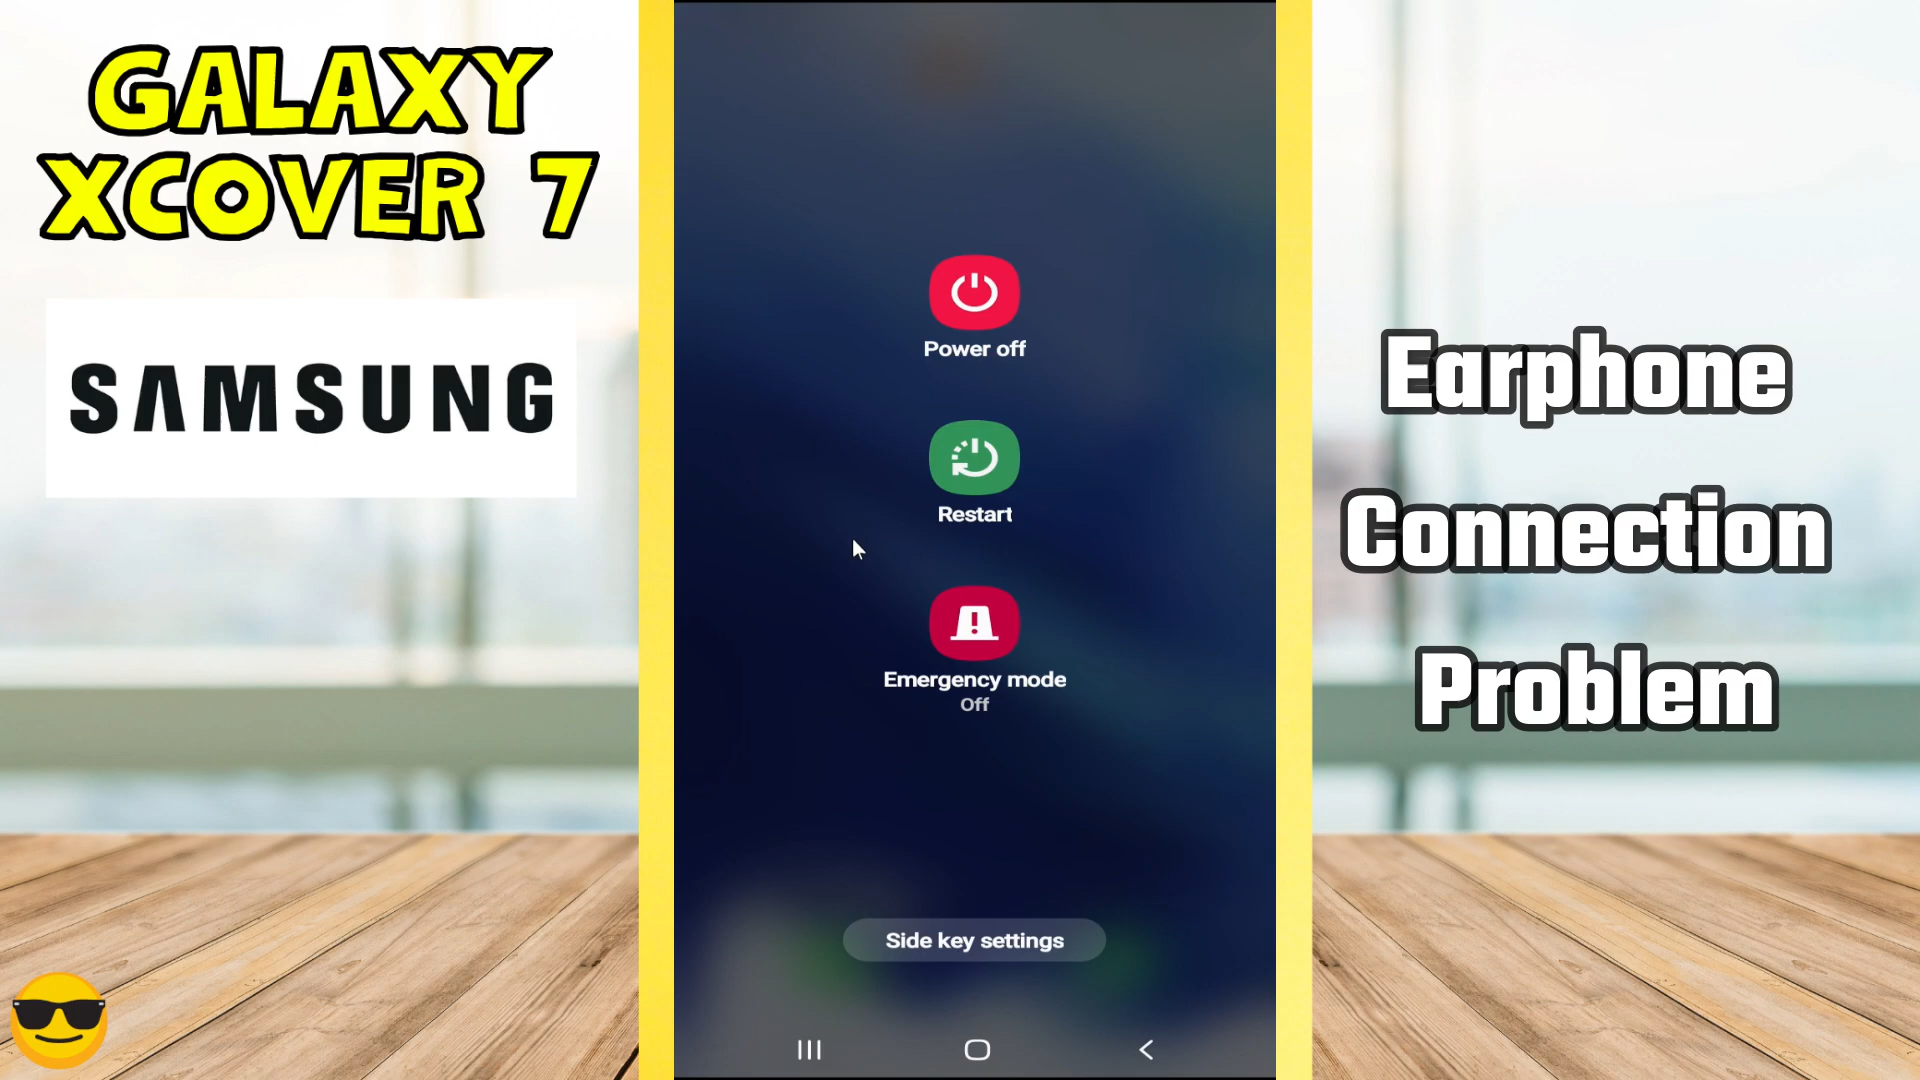 GALAXY
XCOVER 7
SAMSUNG
Power off
Restart
Emergency mode
Off
Side key settings
Earphone
Connection
Problem